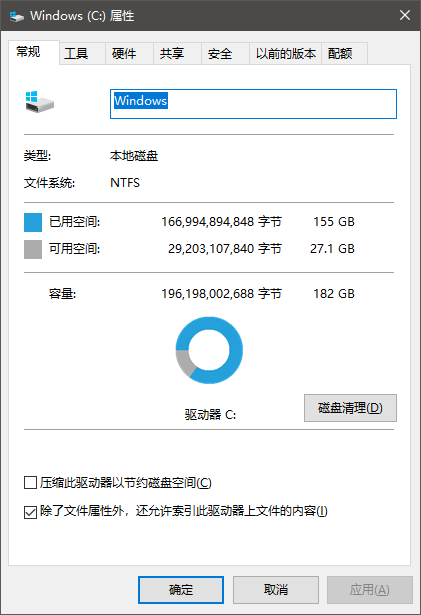 Windows (C:) 属性
常规 工具 硬件 共享 安全 以前的版本 配额
Windows
类型: 本地磁盘
文件系统: NTFS
已用空间: 166,994,894,848 字节 155 GB
可用空间: 29,203,107,840 字节 27.1 GB
容量: 196,198,002,688 字节 182 GB
驱动器 C:
磁盘清理(D)
压缩此驱动器以节约磁盘空间(C)
除了文件属性外，还允许索引此驱动器上文件的内容(I)
确定 取消 应用(A)